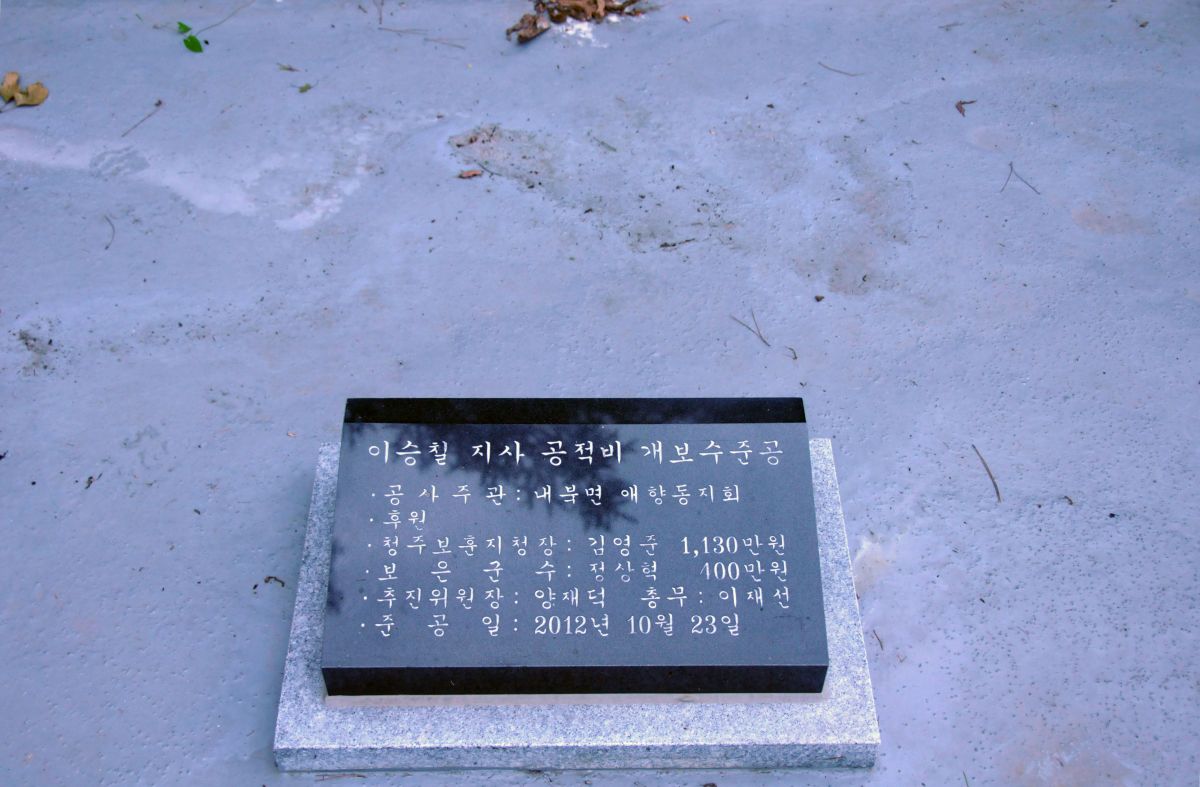 이승칠 지사 공적비 개보수준공
· 공 사 주 관 : 내북면 애향동지회
· 후원
· 청주보훈지청장 : 김영준 1,130만원
· 보 은 군 수 : 정상혁 400만원
· 추진위원장 : 양재덕 총무 : 이재선
· 준 공 일 : 2012년 10월 23일